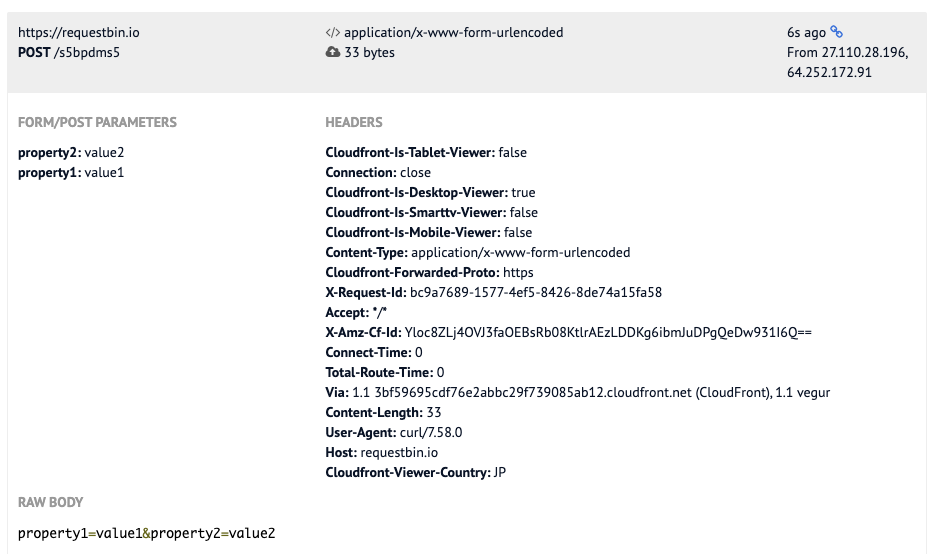 https://requestbin.io
POST /s5bpdms5
</> application/x-www-form-urlencoded
33 bytes
6s ago
From 27.110.28.196,
64.252.172.91
FORM/POST PARAMETERS
property2: value2
property1: value1
HEADERS
Cloudfront-Is-Tablet-Viewer: false
Connection: close
Cloudfront-Is-Desktop-Viewer: true
Cloudfront-Is-Smarttv-Viewer: false
Cloudfront-Is-Mobile-Viewer: false
Content-Type: application/x-www-form-urlencoded
Cloudfront-Forwarded-Proto: https
X-Request-Id: bc9a7689-1577-4ef5-8426-8de74a15fa58
Accept: */*
X-Amz-Cf-Id: Yloc8ZLj4OVJ3faOEBsRb08KtlrAEzLDDKg6ibmJuDPgQeDw931I6Q==
Connect-Time: 0
Total-Route-Time: 0
Via: 1.1 3bf59695cdf76e2abbc29f739085ab12.cloudfront.net (CloudFront), 1.1 vegur
Content-Length: 33
User-Agent: curl/7.58.0
Host: requestbin.io
Cloudfront-Viewer-Country: JP
RAW BODY
property1=value1&property2=value2